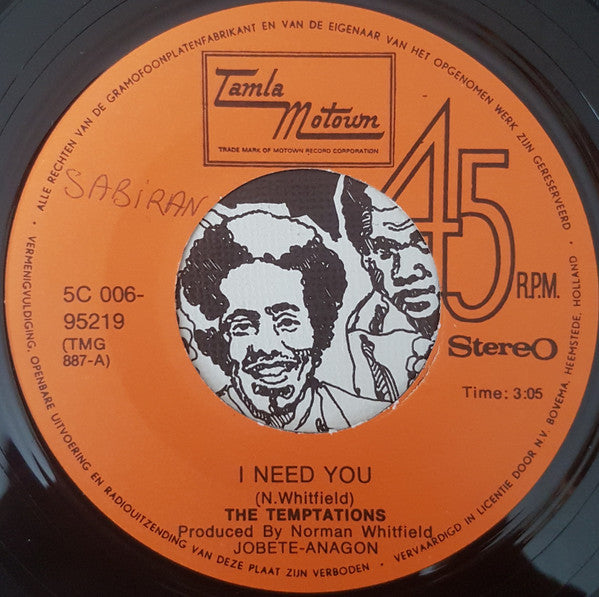 ALLE RECHTEN VAN DE GRAMOFOONPLATENFABRIKANT EN VAN DE EIGENAAR VAN HET OPGENOMEN WERK ZIJN GERESERVEERD
Tamla
Motown
TRADE MARK OF MOTOWN RECORD CORPORATION
SABIRAN
45
R.P.M.
5C 006-
95219
(TMG
887-A)
Stereo
Time: 3:05
I NEED YOU
(N.Whitfield)
THE TEMPTATIONS
Produced By Norman Whitfield
JOBETE-ANAGON
• VERMENIGVULDIGING, OPENBARE UITVOERING EN RADIOUITZENDING VAN DEZE PLAAT ZIJN VERBODEN •
VERVAARDIGD IN LICENTIE DOOR N.V. BOVEMA, HEEMSTEDE, HOLLAND •